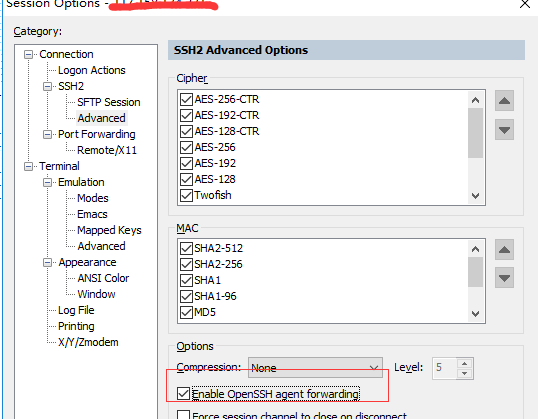 Session Options -
Category:
Connection
Logon Actions
SSH2
SFTP Session
Advanced
Port Forwarding
Remote/X11
Terminal
Emulation
Modes
Emacs
Mapped Keys
Advanced
Appearance
ANSI Color
Window
Log File
Printing
X/Y/Zmodem
SSH2 Advanced Options
Cipher
AES-256-CTR
AES-192-CTR
AES-128-CTR
AES-256
AES-192
AES-128
Twofish
MAC
SHA2-512
SHA2-256
SHA1
SHA1-96
MD5
Options
Compression: None Level: 5
Enable OpenSSH agent forwarding
Force session channel to close on disconnect